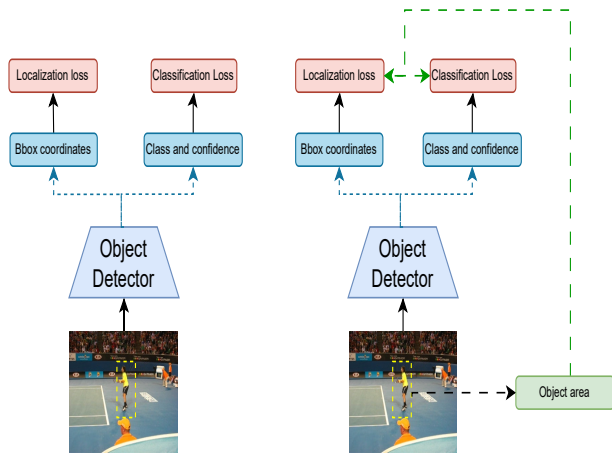 Localization loss
Classification Loss
Localization loss
Classification Loss
Bbox coordinates
Class and confidence
Bbox coordinates
Class and confidence
Object
Detector
Object
Detector
Object area